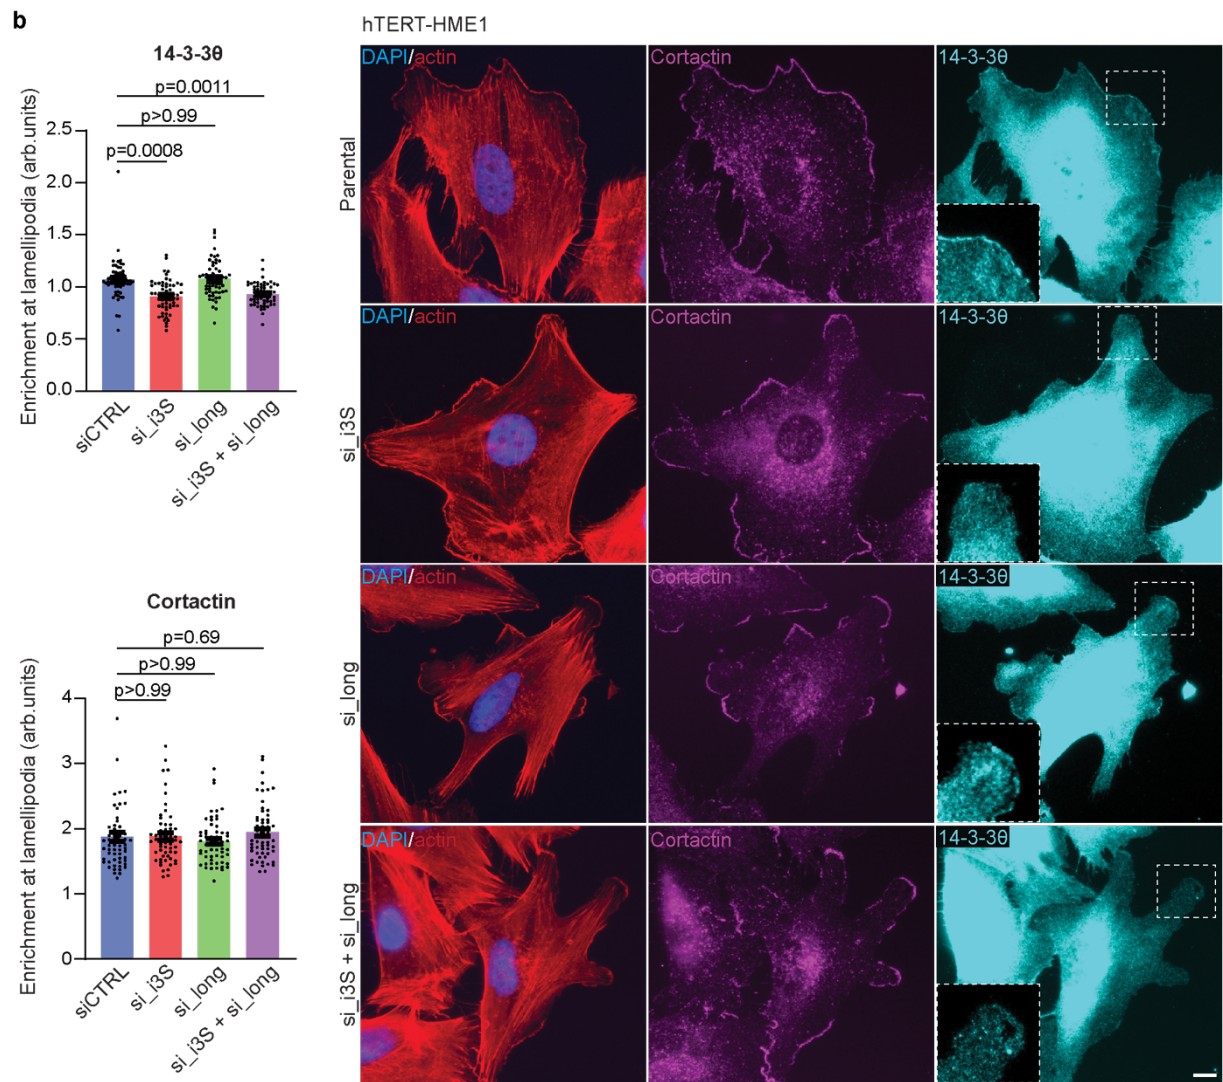 b
hTERT-HME1
14-3-3θ
p=0.0011
p>0.99
p=0.0008
Enrichment at lamellipodia (arb.units)
2.5
2.0
1.5
1.0
0.5
0.0
siCTRL
si_i3S
si_long
si_i3S + si_long
Cortactin
p=0.69
p>0.99
p>0.99
Enrichment at lamellipodia (arb.units)
4
3
2
1
0
siCTRL
si_i3S
si_long
si_i3S + si_long
Parental
DAPI/actin
Cortactin
14-3-3θ
si_i3S
DAPI/actin
Cortactin
14-3-3θ
si_long
DAPI/actin
Cortactin
14-3-3θ
si_i3S + si_long
DAPI/actin
Cortactin
14-3-3θ